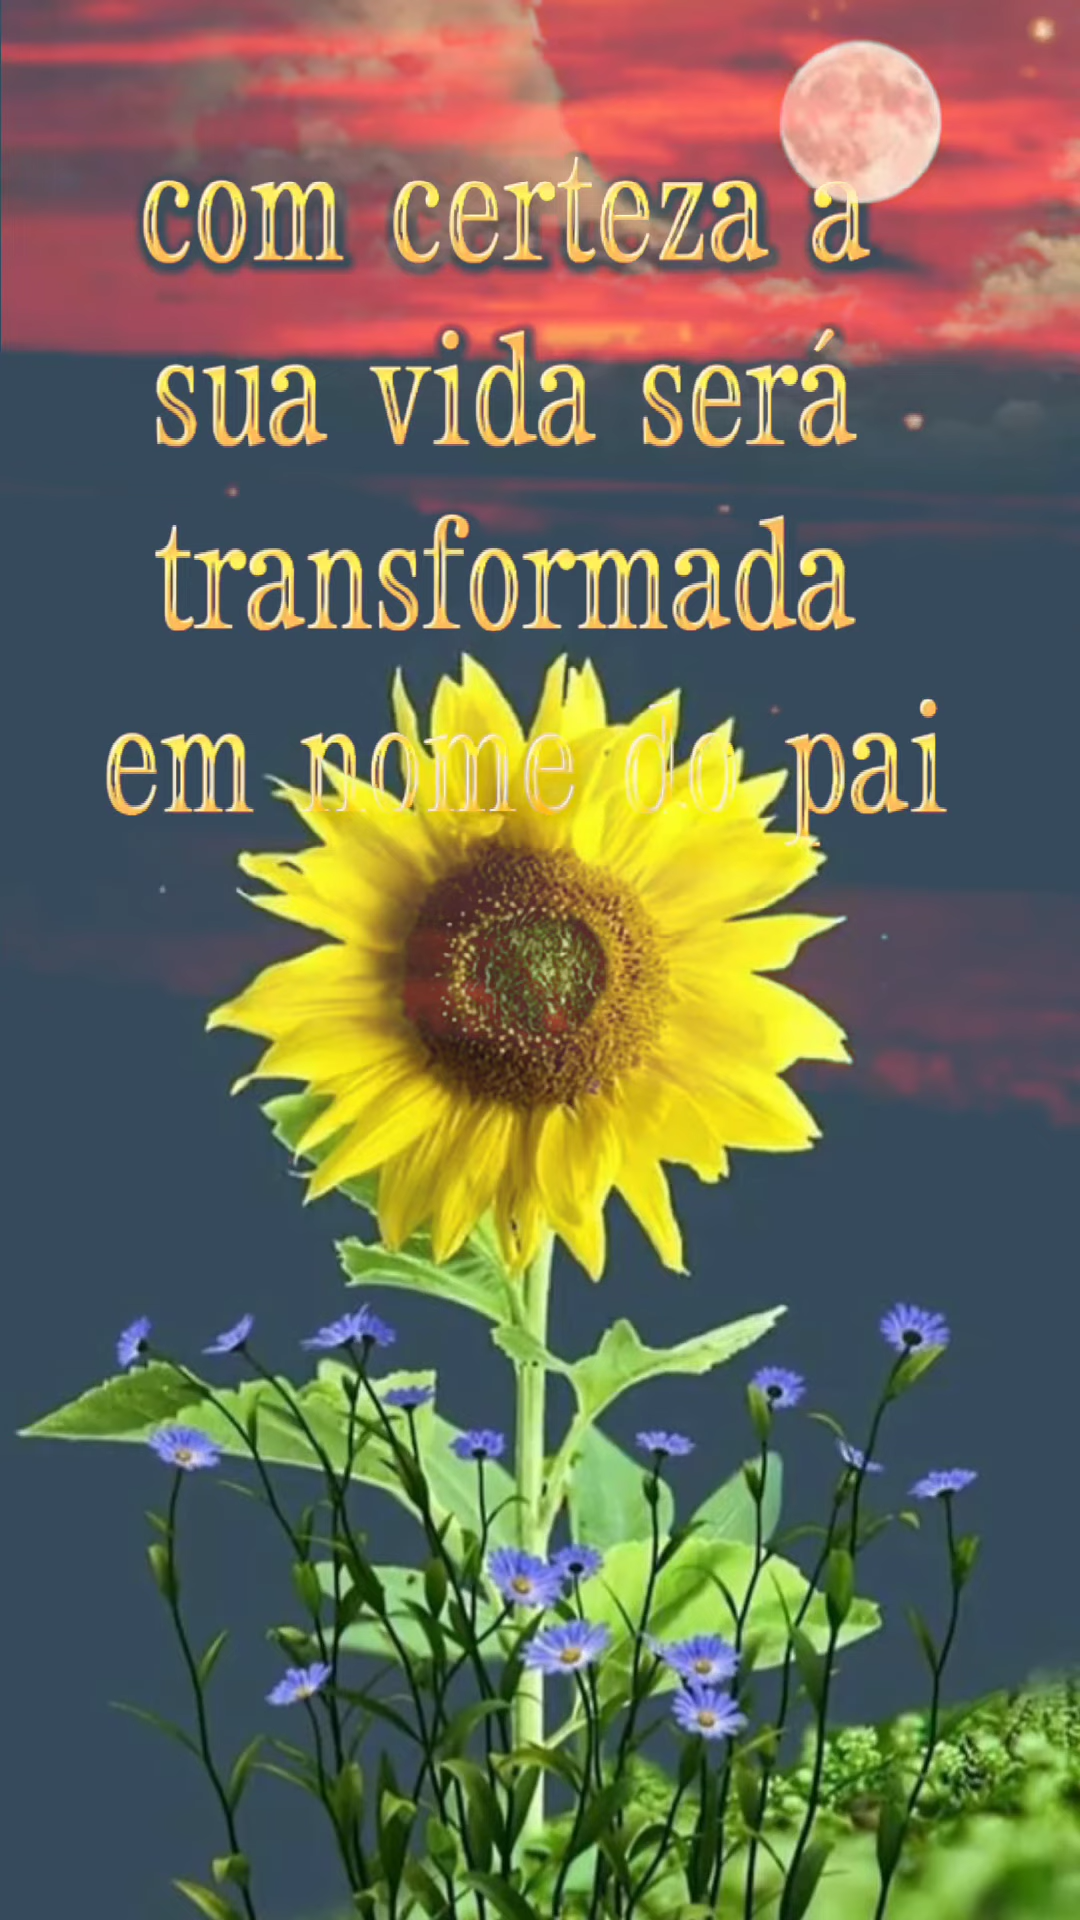 com certeza a
sua vida será
transformada
em nome do pai